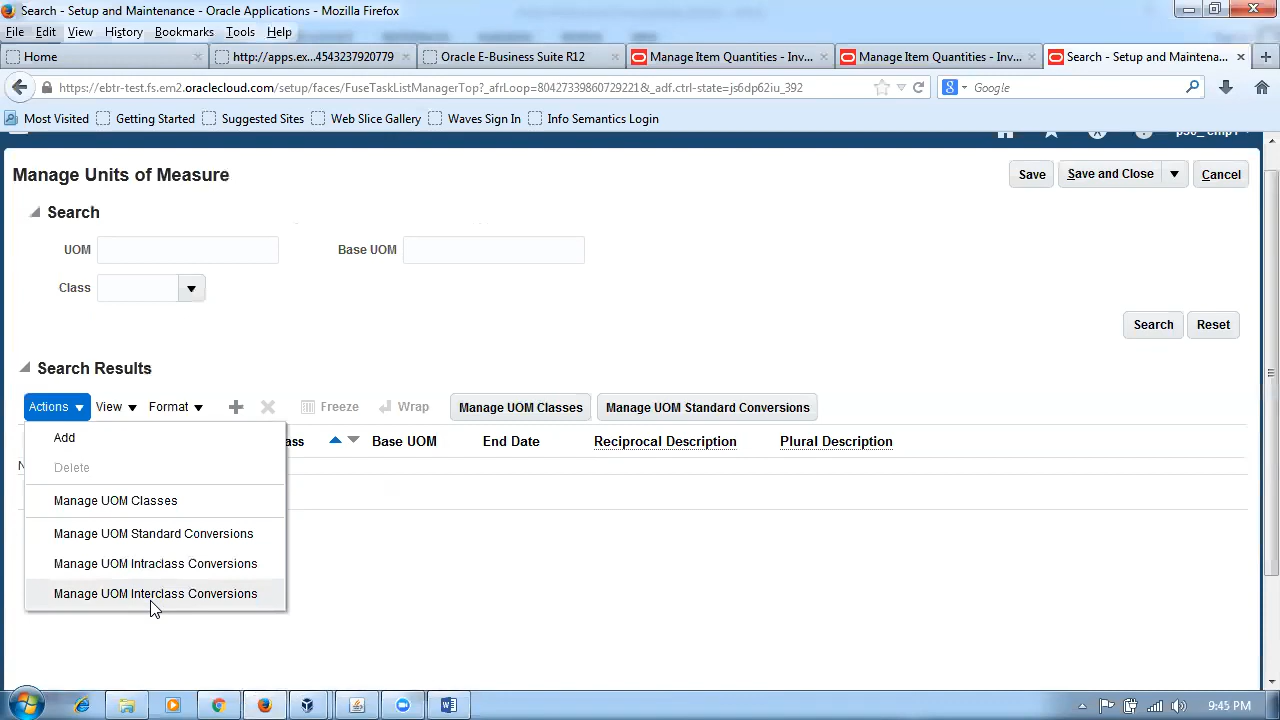 Search - Setup and Maintenance - Oracle Applications - Mozilla Firefox
File Edit View History Bookmarks Tools Help
Home http://apps.ex...4543237920779 Oracle E-Business Suite R12 Manage Item Quantities - Inv... Manage Item Quantities - Inv... Search - Setup and Maintena...
https://ebtr-test.fs.em2.oraclecloud.com/setup/faces/FuseTaskListManagerTop?_afrLoop=80427339860729221&_adf.ctrl-state=js6dp62iu_392 Google
Most Visited Getting Started Suggested Sites Web Slice Gallery Waves Sign In Info Semantics Location
Manage Units of Measure Save Save and Close Cancel
Search
UOM Base UOM
Class
Search Reset
Search Results
Actions View Format Freeze Wrap Manage UOM Classes Manage UOM Standard Conversions
ass Base UOM End Date Reciprocal Description Plural Description
Add
Delete
Manage UOM Classes
Manage UOM Standard Conversions
Manage UOM Intraclass Conversions
Manage UOM Interclass Conversions
9:45 PM